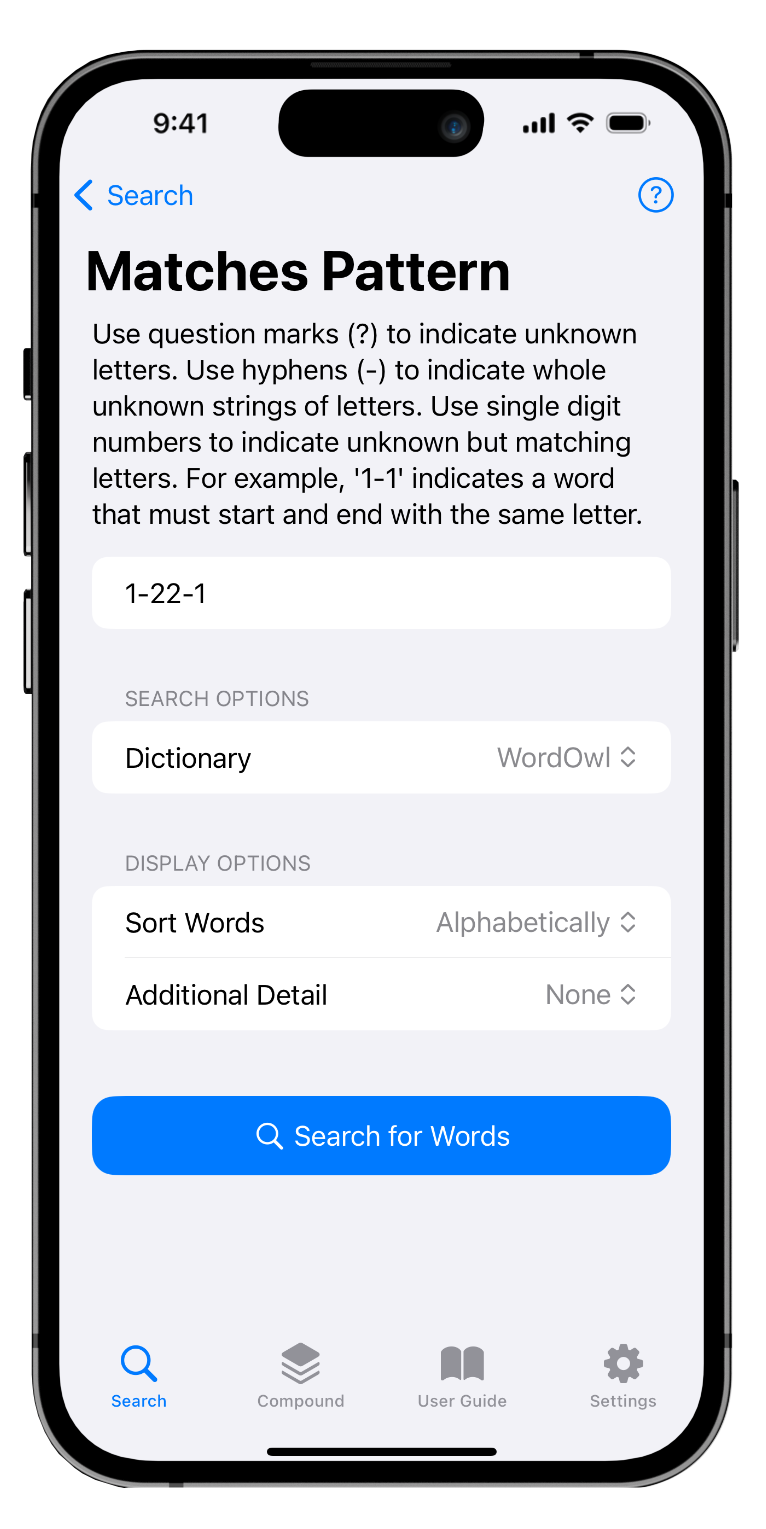 9:41
Search
?
Matches Pattern
Use question marks (?) to indicate unknown
letters. Use hyphens (-) to indicate whole
unknown strings of letters. Use single digit
numbers to indicate unknown but matching
letters. For example, '1-1' indicates a word
that must start and end with the same letter.
1-22-1
SEARCH OPTIONS
Dictionary WordOwl
DISPLAY OPTIONS
Sort Words Alphabetically
Additional Detail None
Search for Words
Search Compound User Guide Settings